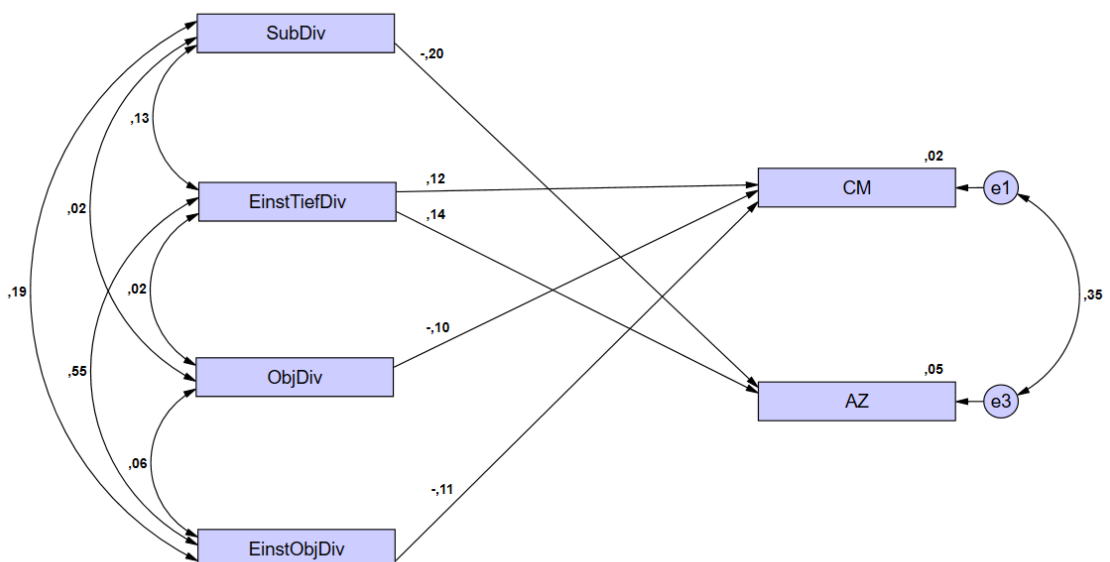 SubDiv
-,20
,13
,02
CM
e1
EinstTiefDiv
,12
,02
,14
,02
,19
,35
-,10
,55
ObjDiv
,05
AZ
e3
,06
-,11
EinstObjDiv